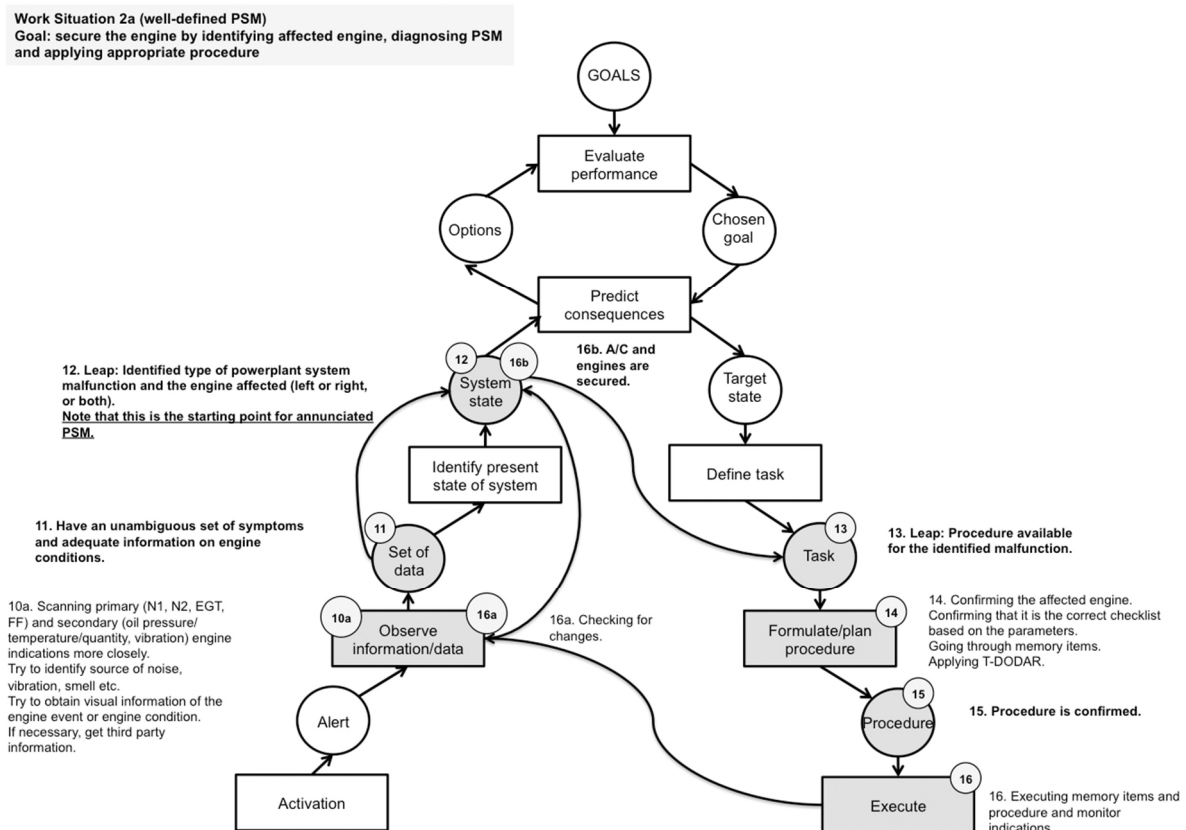 Work Situation 2a (well-defined PSM)
Goal: secure the engine by identifying affected engine, diagnosing PSM
and applying appropriate procedure
GOALS
Evaluate
performance
Options
Chosen
goal
Predict
consequences
12. Leap: Identified type of powerplant system
malfunction and the engine affected (left or right,
or both).
Note that this is the starting point for annunciated
PSM.
12
16b
System
state
16b. A/C and
engines are
secured.
Target
state
Identify present
state of system
Define task
11. Have an unambiguous set of symptoms
and adequate information on engine
conditions.
11
Set of
data
13
Task
13. Leap: Procedure available
for the identified malfunction.
10a. Scanning primary (N1, N2, EGT,
FF) and secondary (oil pressure/
temperature/quantity, vibration) engine
indications more closely.
Try to identify source of noise,
vibration, smell etc.
Try to obtain visual information of the
engine event or engine condition.
If necessary, get third party
information.
10a
16a
Observe
information/data
16a. Checking for
changes.
14
Formulate/plan
procedure
14. Confirming the affected engine.
Confirming that it is the correct checklist
based on the parameters.
Going through memory items.
Applying T-DODAR.
Alert
15
Procedure
15. Procedure is confirmed.
Activation
16
Execute
16. Executing memory items and
procedure and monitor
indications